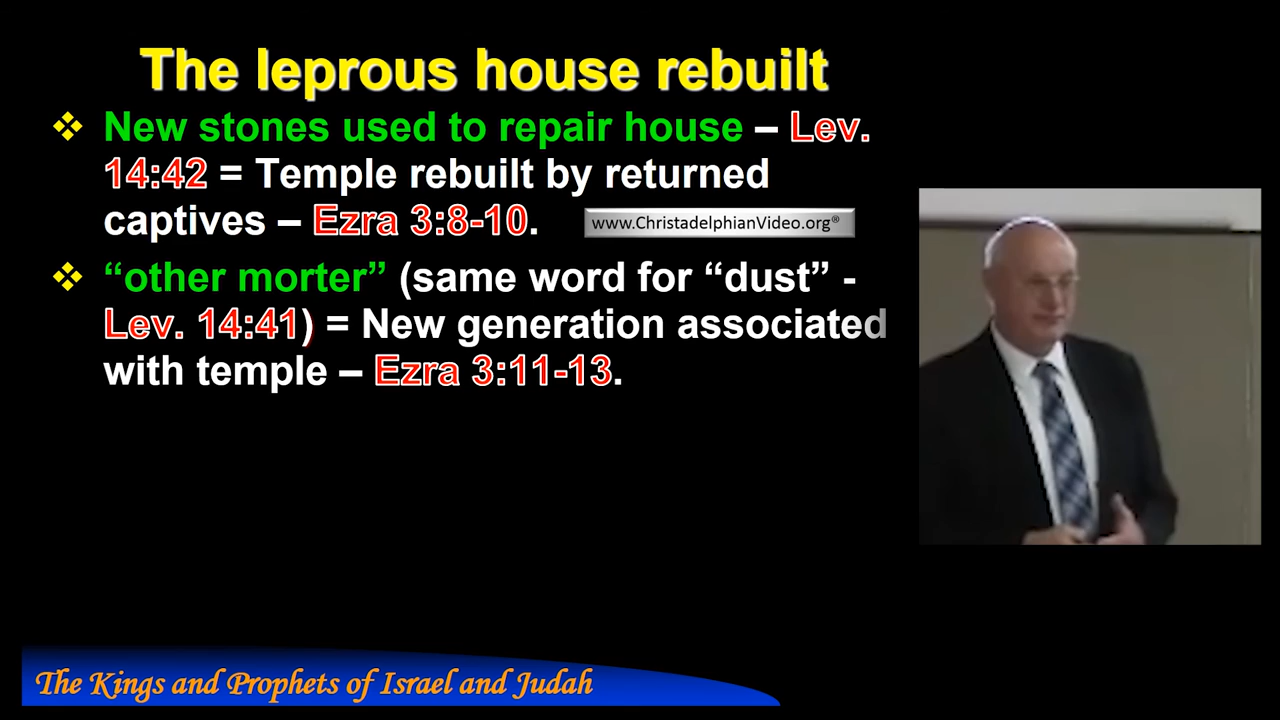 The leprous house rebuilt
❖ New stones used to repair house – Lev.
14:42 = Temple rebuilt by returned
captives – Ezra 3:8-10.
www.ChristadelphianVideo.org®
❖ “other morter” (same word for “dust” -
Lev. 14:41) = New generation associated
with temple – Ezra 3:11-13.
The Kings and Prophets of Israel and Judah